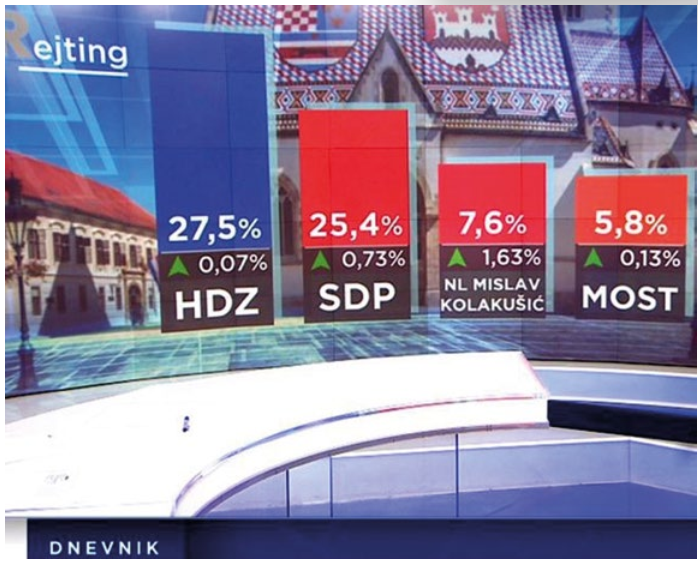 Rejting
27,5%
0,07%
HDZ
25,4%
0,73%
SDP
7,6%
1,63%
NL MISLAV
KOLAKUŠIĆ
5,8%
0,13%
MOST
DNEVNIK